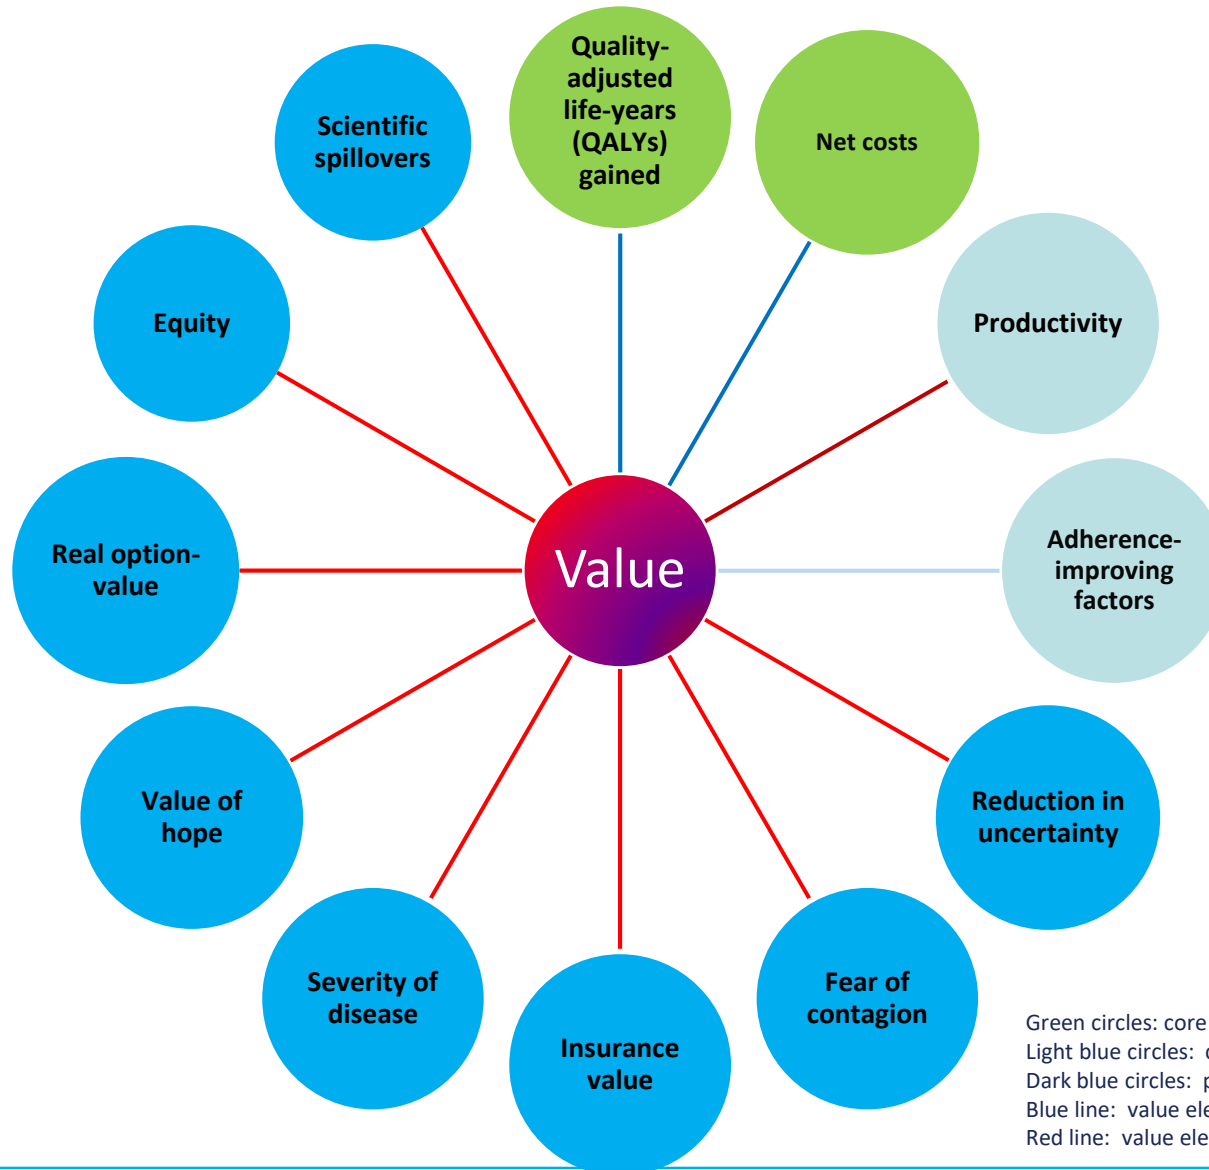 Quality-
adjusted
life-years
(QALYs)
gained
Net costs
Productivity
Adherence-
improving
factors
Reduction in
uncertainty
Fear of
contagion
Insurance
value
Severity of
disease
Value of
hope
Real option-
value
Equity
Scientific
spillovers
Value
Green circles: core
Light blue circles:
Dark blue circles:
Blue line: value
Red line: value